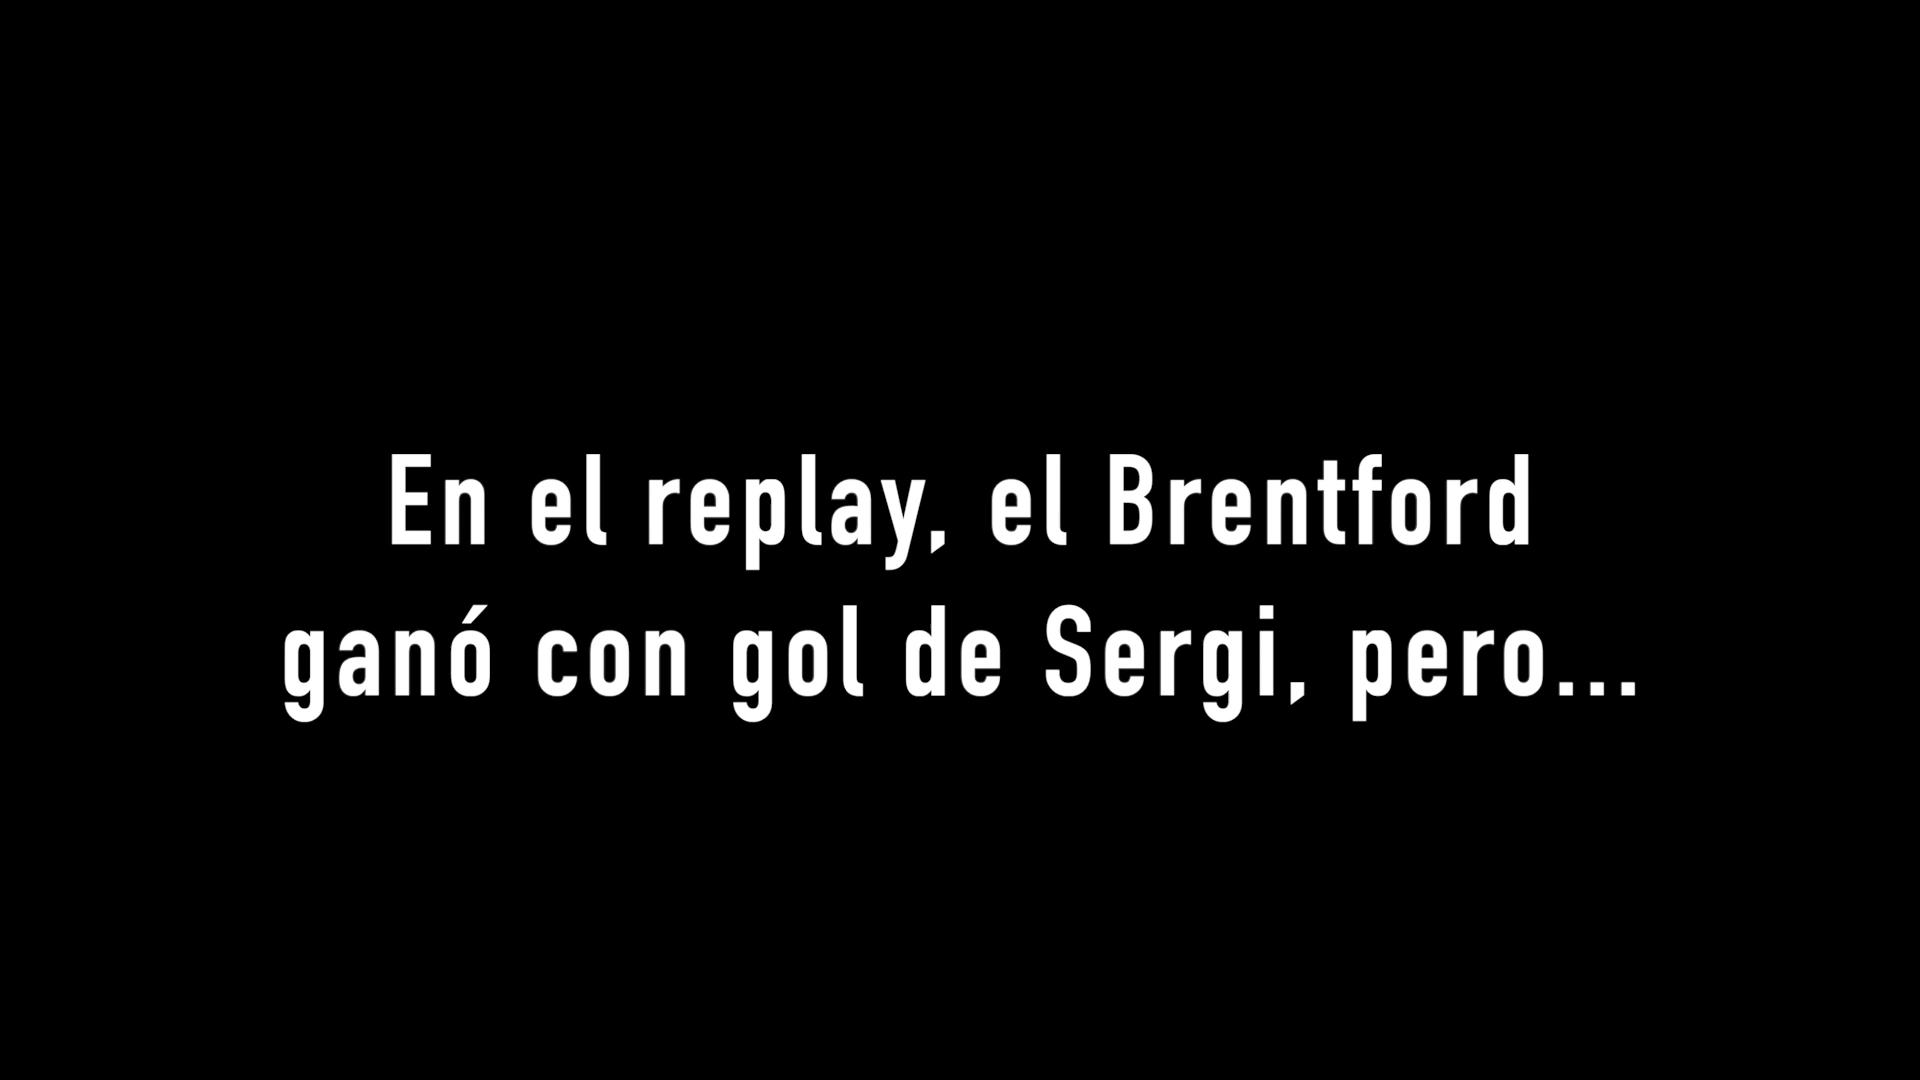 En el replay, el Brentford
ganó con gol de Sergi, pero...